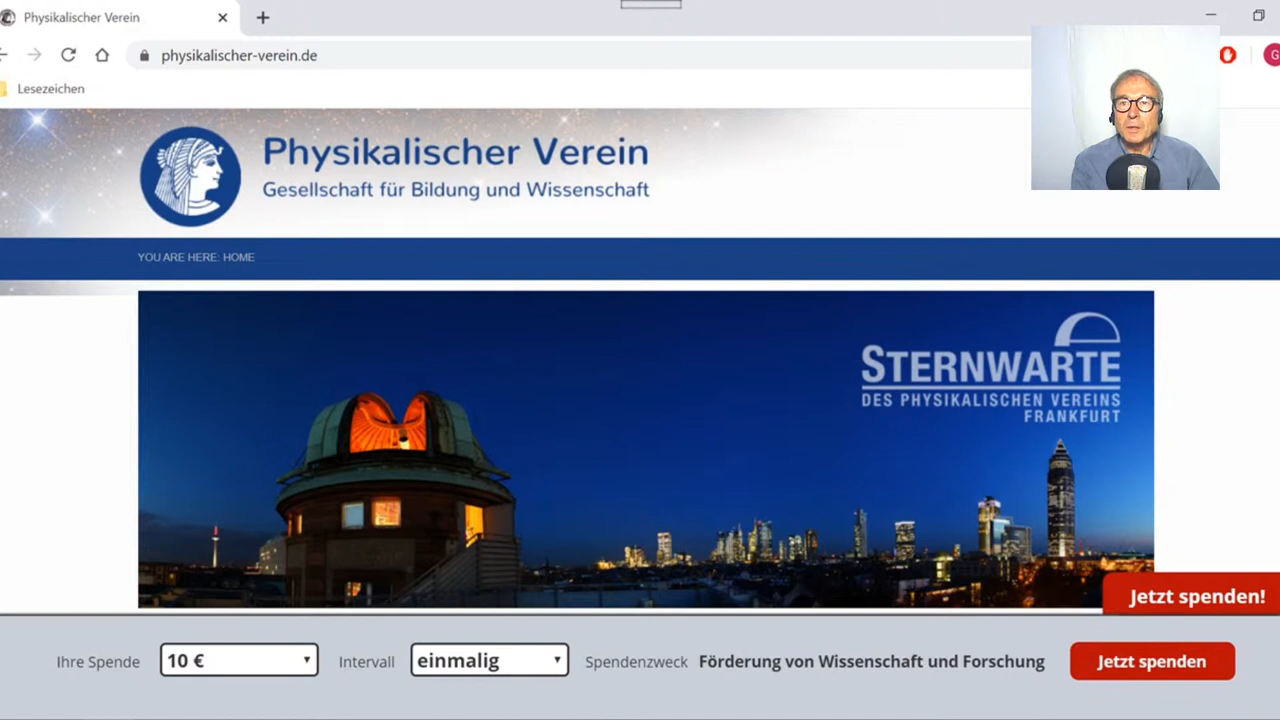 Physikalischer Verein
physikalischer-verein.de
G
Lesezeichen
Physikalischer Verein
Gesellschaft für Bildung und Wissenschaft
YOU ARE HERE: HOME
STERNWARTE
DES PHYSIKALISCHEN VEREINS
FRANKFURT
Jetzt spenden!
Ihre Spende 10 € Intervall einmalig Spendenzweck Förderung von Wissenschaft und Forschung Jetzt spenden